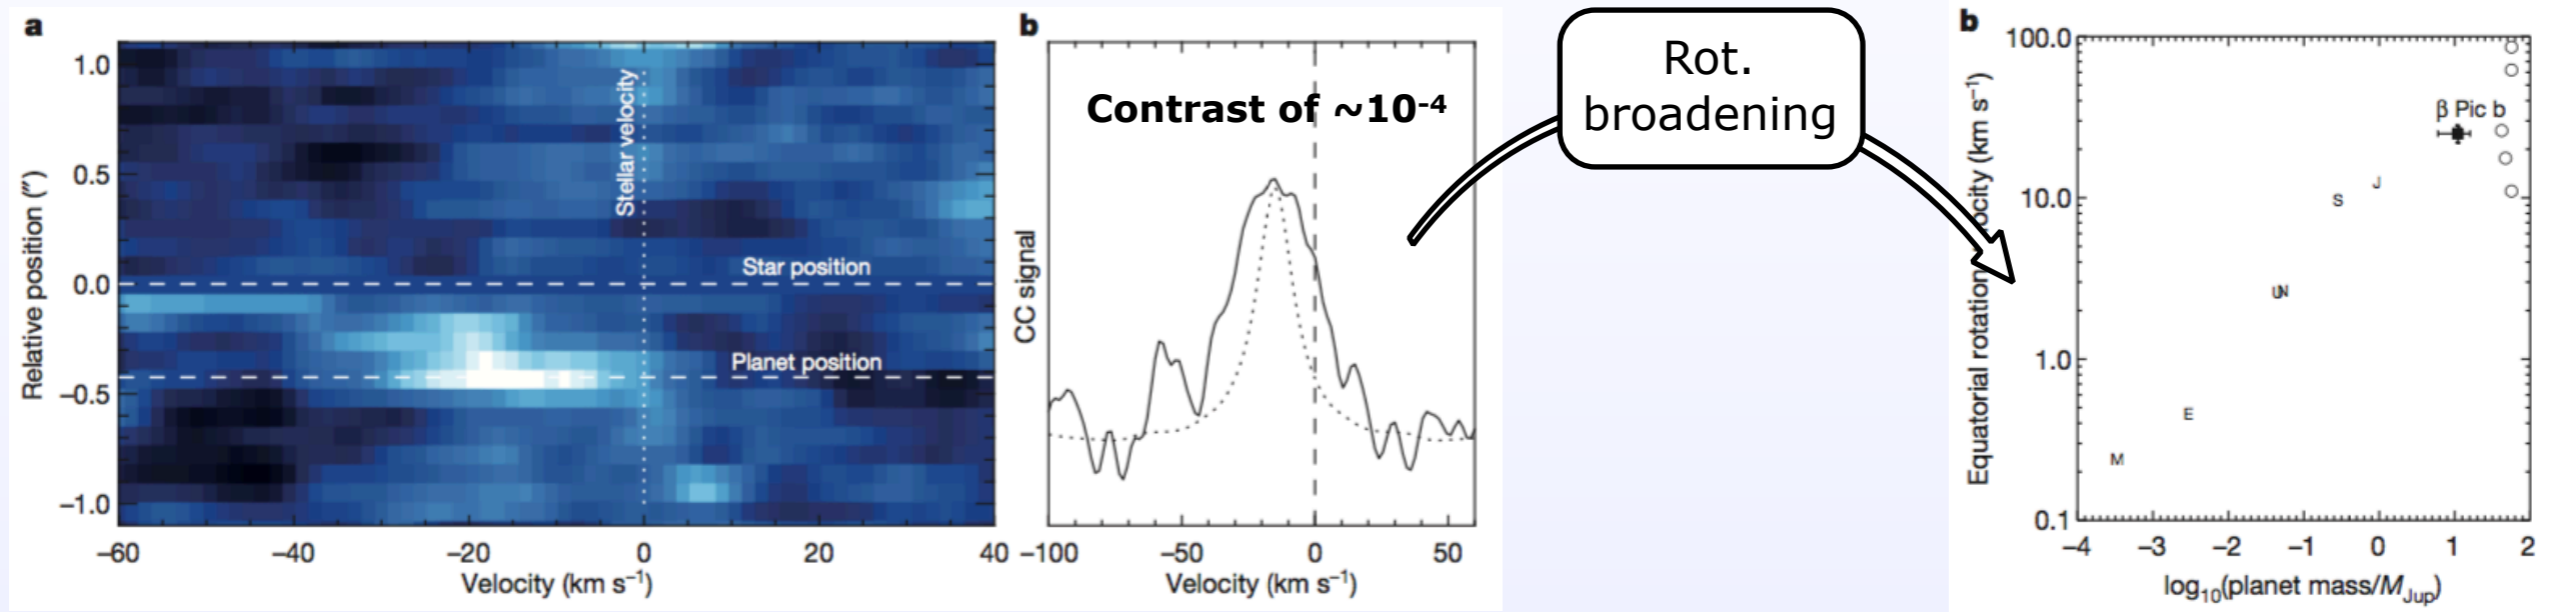 a
1.0
0.5
0.0
−0.5
−1.0
Relative position (″)
Stellar velocity
Star position
Planet position
−60 −40 −20 0 20 40
Velocity (km s⁻¹)
b
Contrast of ~10⁻⁴
CC signal
−100 −50 0 50
Velocity (km s⁻¹)
Rot.
broadening
b
100.0
10.0
1.0
0.1
Equatorial rotation ocity (km s⁻¹)
β Pic b
J
S
UN
E
M
−4 −3 −2 −1 0 1 2
log₁₀(planet mass/M_Jup)